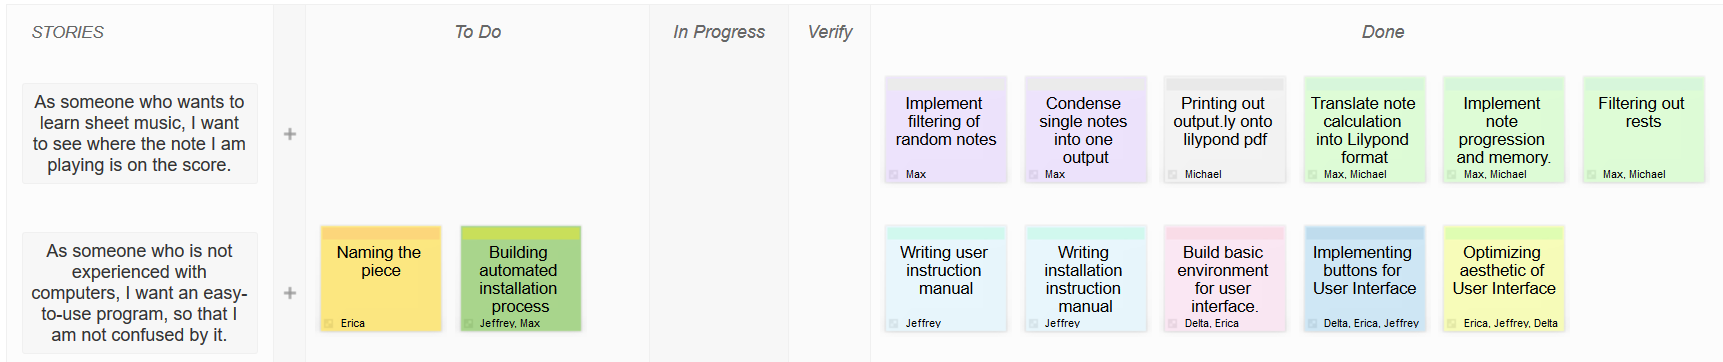 STORIES
To Do
In Progress
Verify
Done
As someone who wants to
learn sheet music, I want
to see where the note I am
playing is on the score.
+
Implement
filtering of
random notes
Max
Condense
single notes
into one
output
Max
Printing out
output.ly onto
lilypond pdf
Michael
Translate note
calculation
into Lilypond
format
Max, Michael
Implement
note
progression
and memory.
Max, Michael
Filtering out
rests
Max, Michael
As someone who is not
experienced with
computers, I want an easy-
to-use program, so that I
am not confused by it.
+
Naming the
piece
Erica
Building
automated
installation
process
Jeffrey, Max
Writing user
instruction
manual
Jeffrey
Writing
installation
instruction
manual
Jeffrey
Build basic
environment
for user
interface.
Delta, Erica
Implementing
buttons for
User Interface
Delta, Erica, Jeffrey
Optimizing
aesthetic of
User Interface
Erica, Jeffrey, Delta